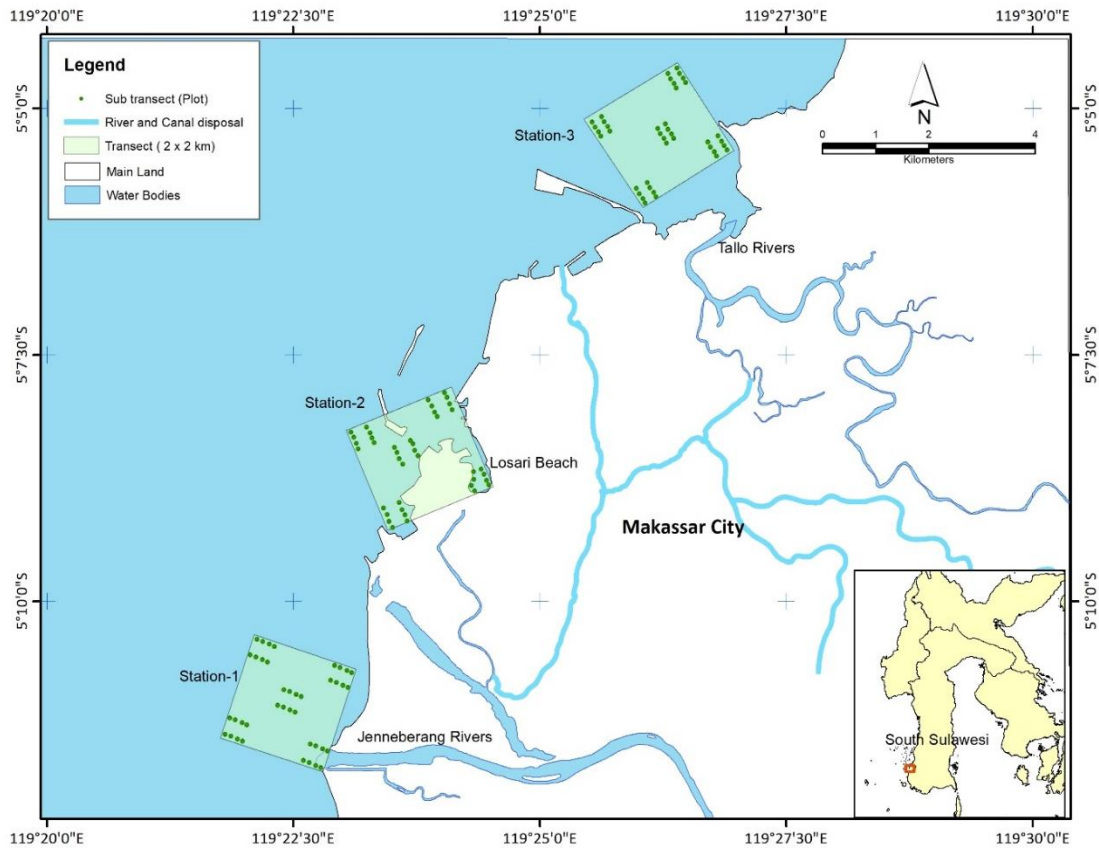 119°20'0"E 119°22'30"E 119°25'0"E 119°27'30"E 119°30'0"E
Legend
Sub transect (Plot)
River and Canal disposal
Transect ( 2 x 2 km)
Main Land
Water Bodies
N
0 1 2 4
Kilometers
5°5'0"S
5°5'0"S
Station-3
Tallo Rivers
5°7'30"S
5°7'30"S
Station-2
Losari Beach
Makassar City
5°10'0"S
5°10'0"S
Station-1
Jenneberang Rivers
South Sulawesi
119°20'0"E 119°22'30"E 119°25'0"E 119°27'30"E 119°30'0"E